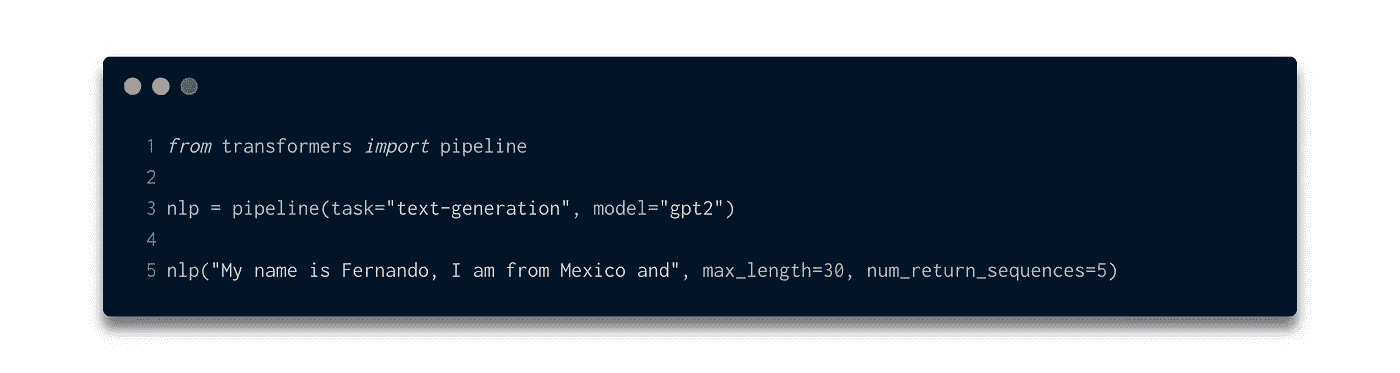 1 from transformers import pipeline
2
3 nlp = pipeline(task="text-generation", model="gpt2")
4
5 nlp("My name is Fernando, I am from Mexico and", max_length=30, num_return_sequences=5)